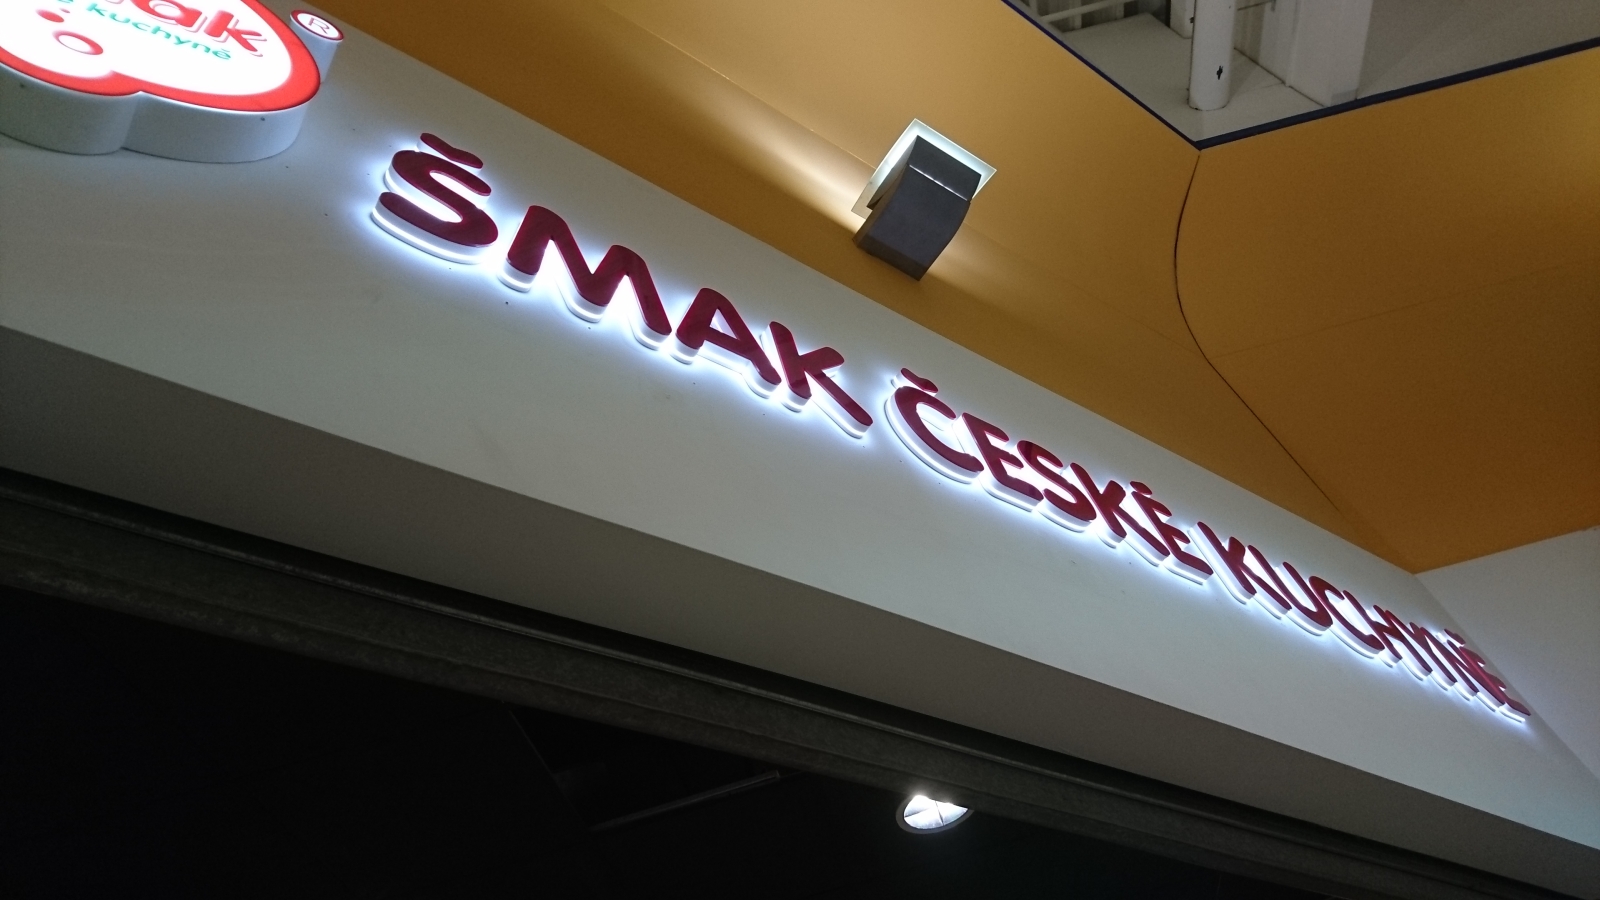 kuchyně
®
ŠMAK ČESKÉ KUCHYNĚ